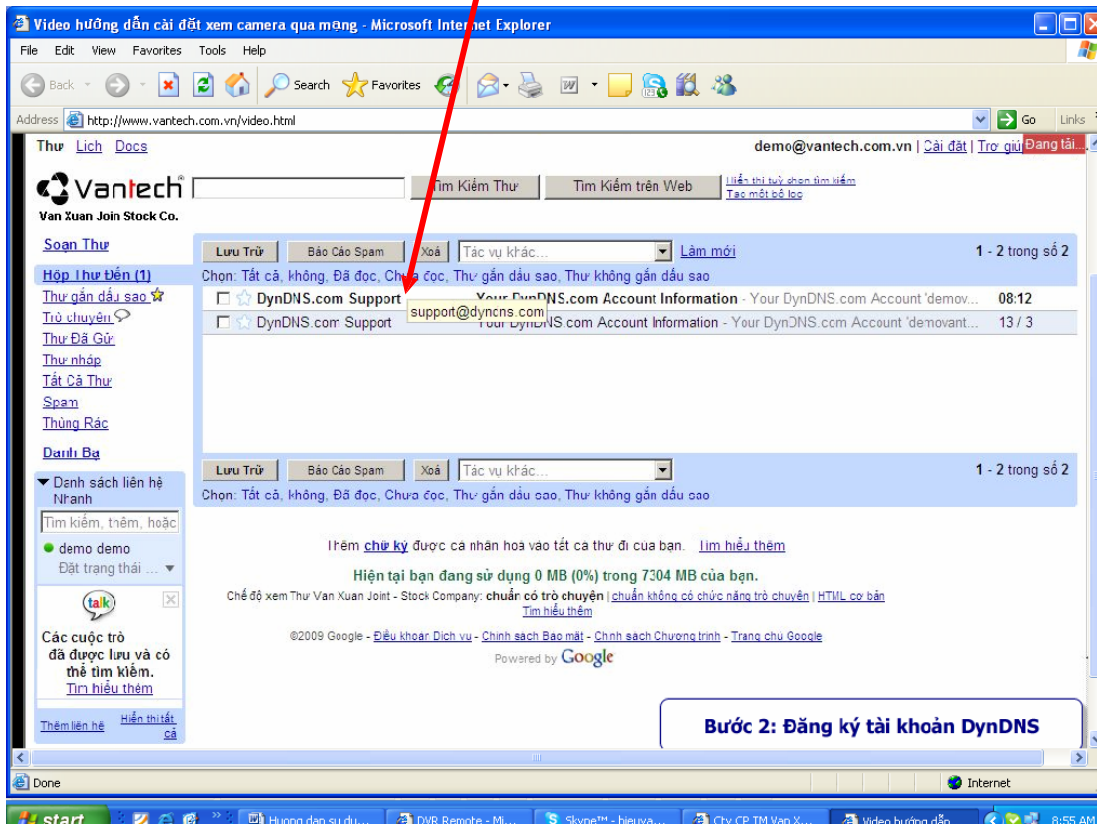 Video hướng dẫn cài đặt xem camera qua mạng - Microsoft Internet Explorer
File Edit View Favorites Tools Help
Back Search Favorites
Address http://www.vantech.com.vn/video.html Go Links
Thư Lịch Docs demo@vantech.com.vn | Cài đặt | Trợ giú Đang tải...
Vantech Tìm Kiếm Thư Tìm Kiếm trên Web Hiển thị tuỳ chọn tìm kiếm
Tạo một bộ lọc
Van Xuan Join Stock Co.
Soạn Thư
Lưu Trữ Báo Cáo Spam Xoá Tác vụ khác... Làm mới 1 - 2 trong số 2
Hộp Thư Đến (1)
Chọn: Tất cả, không, Đã đọc, Chưa đọc, Thư gắn dấu sao, Thư không gắn dấu sao
Thư gắn dấu sao
DynDNS.com Support Your DynDNS.com Account Information - Your DynDNS.com Account 'demov... 08:12
support@dyncns.com
Trò chuyện
DynDNS.com Support Your DynDNS.com Account Information - Your DynDNS.com Account 'demovant... 13 / 3
Thư Đã Gửi
Thư nháp
Tất Cả Thư
Spam
Thùng Rác
Danh Bạ
Lưu Trữ Báo Cáo Spam Xoá Tác vụ khác... 1 - 2 trong số 2
Chọn: Tất cả, không, Đã đọc, Chưa đọc, Thư gắn dấu sao, Thư không gắn dấu sao
Danh sách liên hệ
Nhanh
Tìm kiếm, thêm, hoặc
demo demo
Đặt trạng thái ...
talk
Các cuộc trò
đã được lưu và có
thể tìm kiếm.
Tìm hiểu thêm
Thêm liên hệ Hiển thị tất
cả
Thêm chữ ký được cá nhân hoá vào tất cả thư đi của bạn. Tìm hiểu thêm
Hiện tại bạn đang sử dụng 0 MB (0%) trong 7304 MB của bạn.
Chế độ xem Thư Van Xuan Joint - Stock Company: chuẩn có trò chuyện | chuẩn không có chức năng trò chuyện | HTML cơ bản
Tìm hiểu thêm
©2009 Google - Điều khoản Dịch vụ - Chính sách Bảo mật - Chính sách Chương trình - Trang chủ Google
Powered by Google
Bước 2: Đăng ký tài khoản DynDNS
Done Internet
start Huong dan su du... DVR Remote - Mi... Skype™ - hieuva... Cty CP TM Van X... Video hướng dẫn 8:55 AM